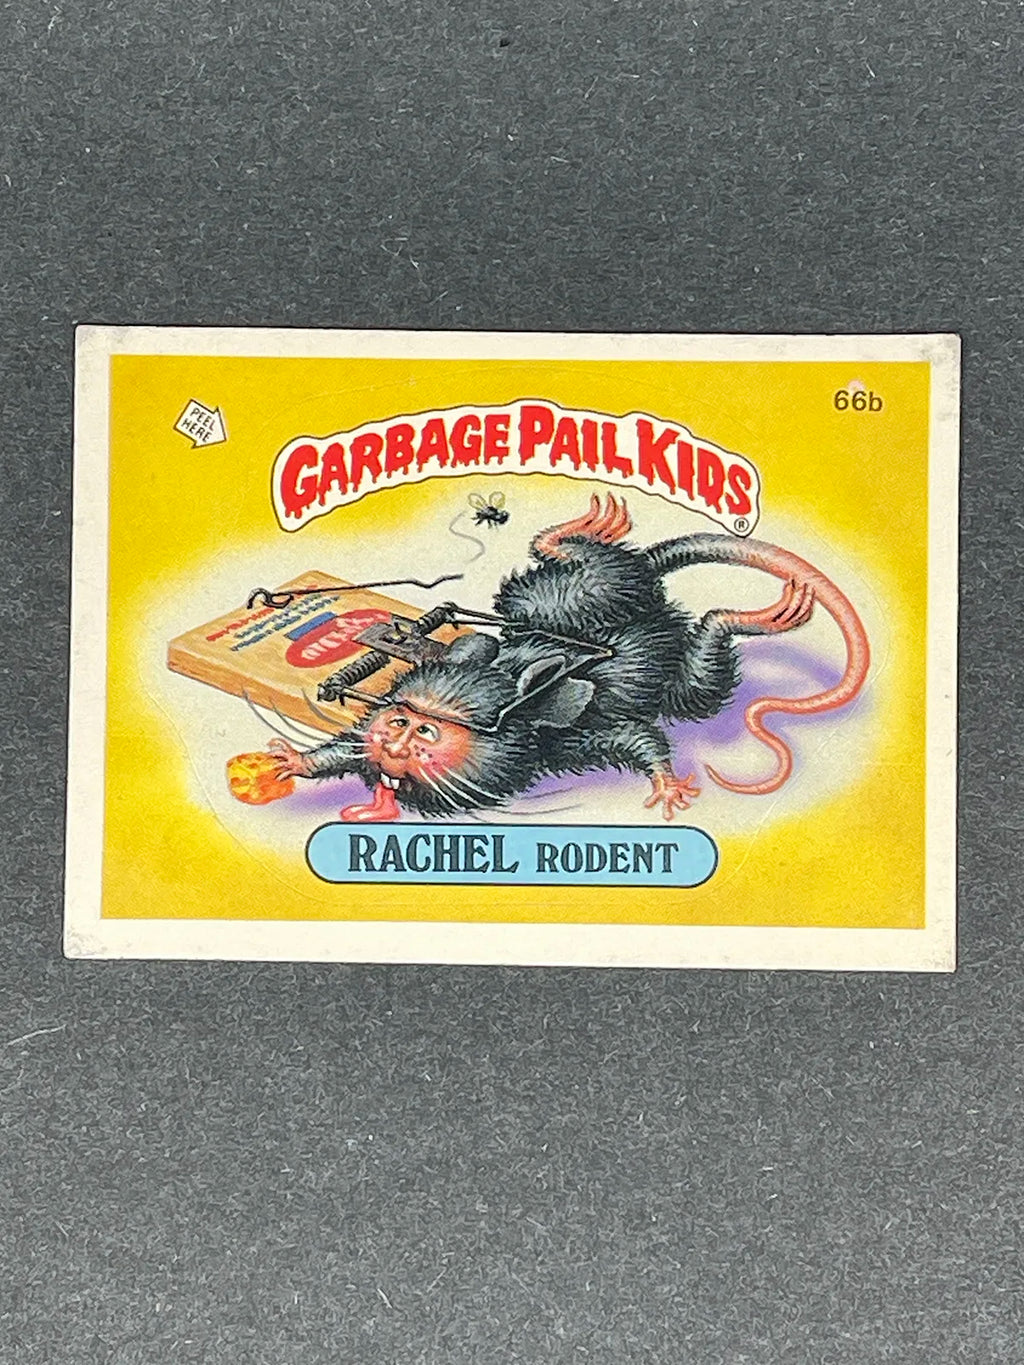 PEEL
HERE
66b
GARBAGE PAIL KIDS
®
RACHEL RODENT